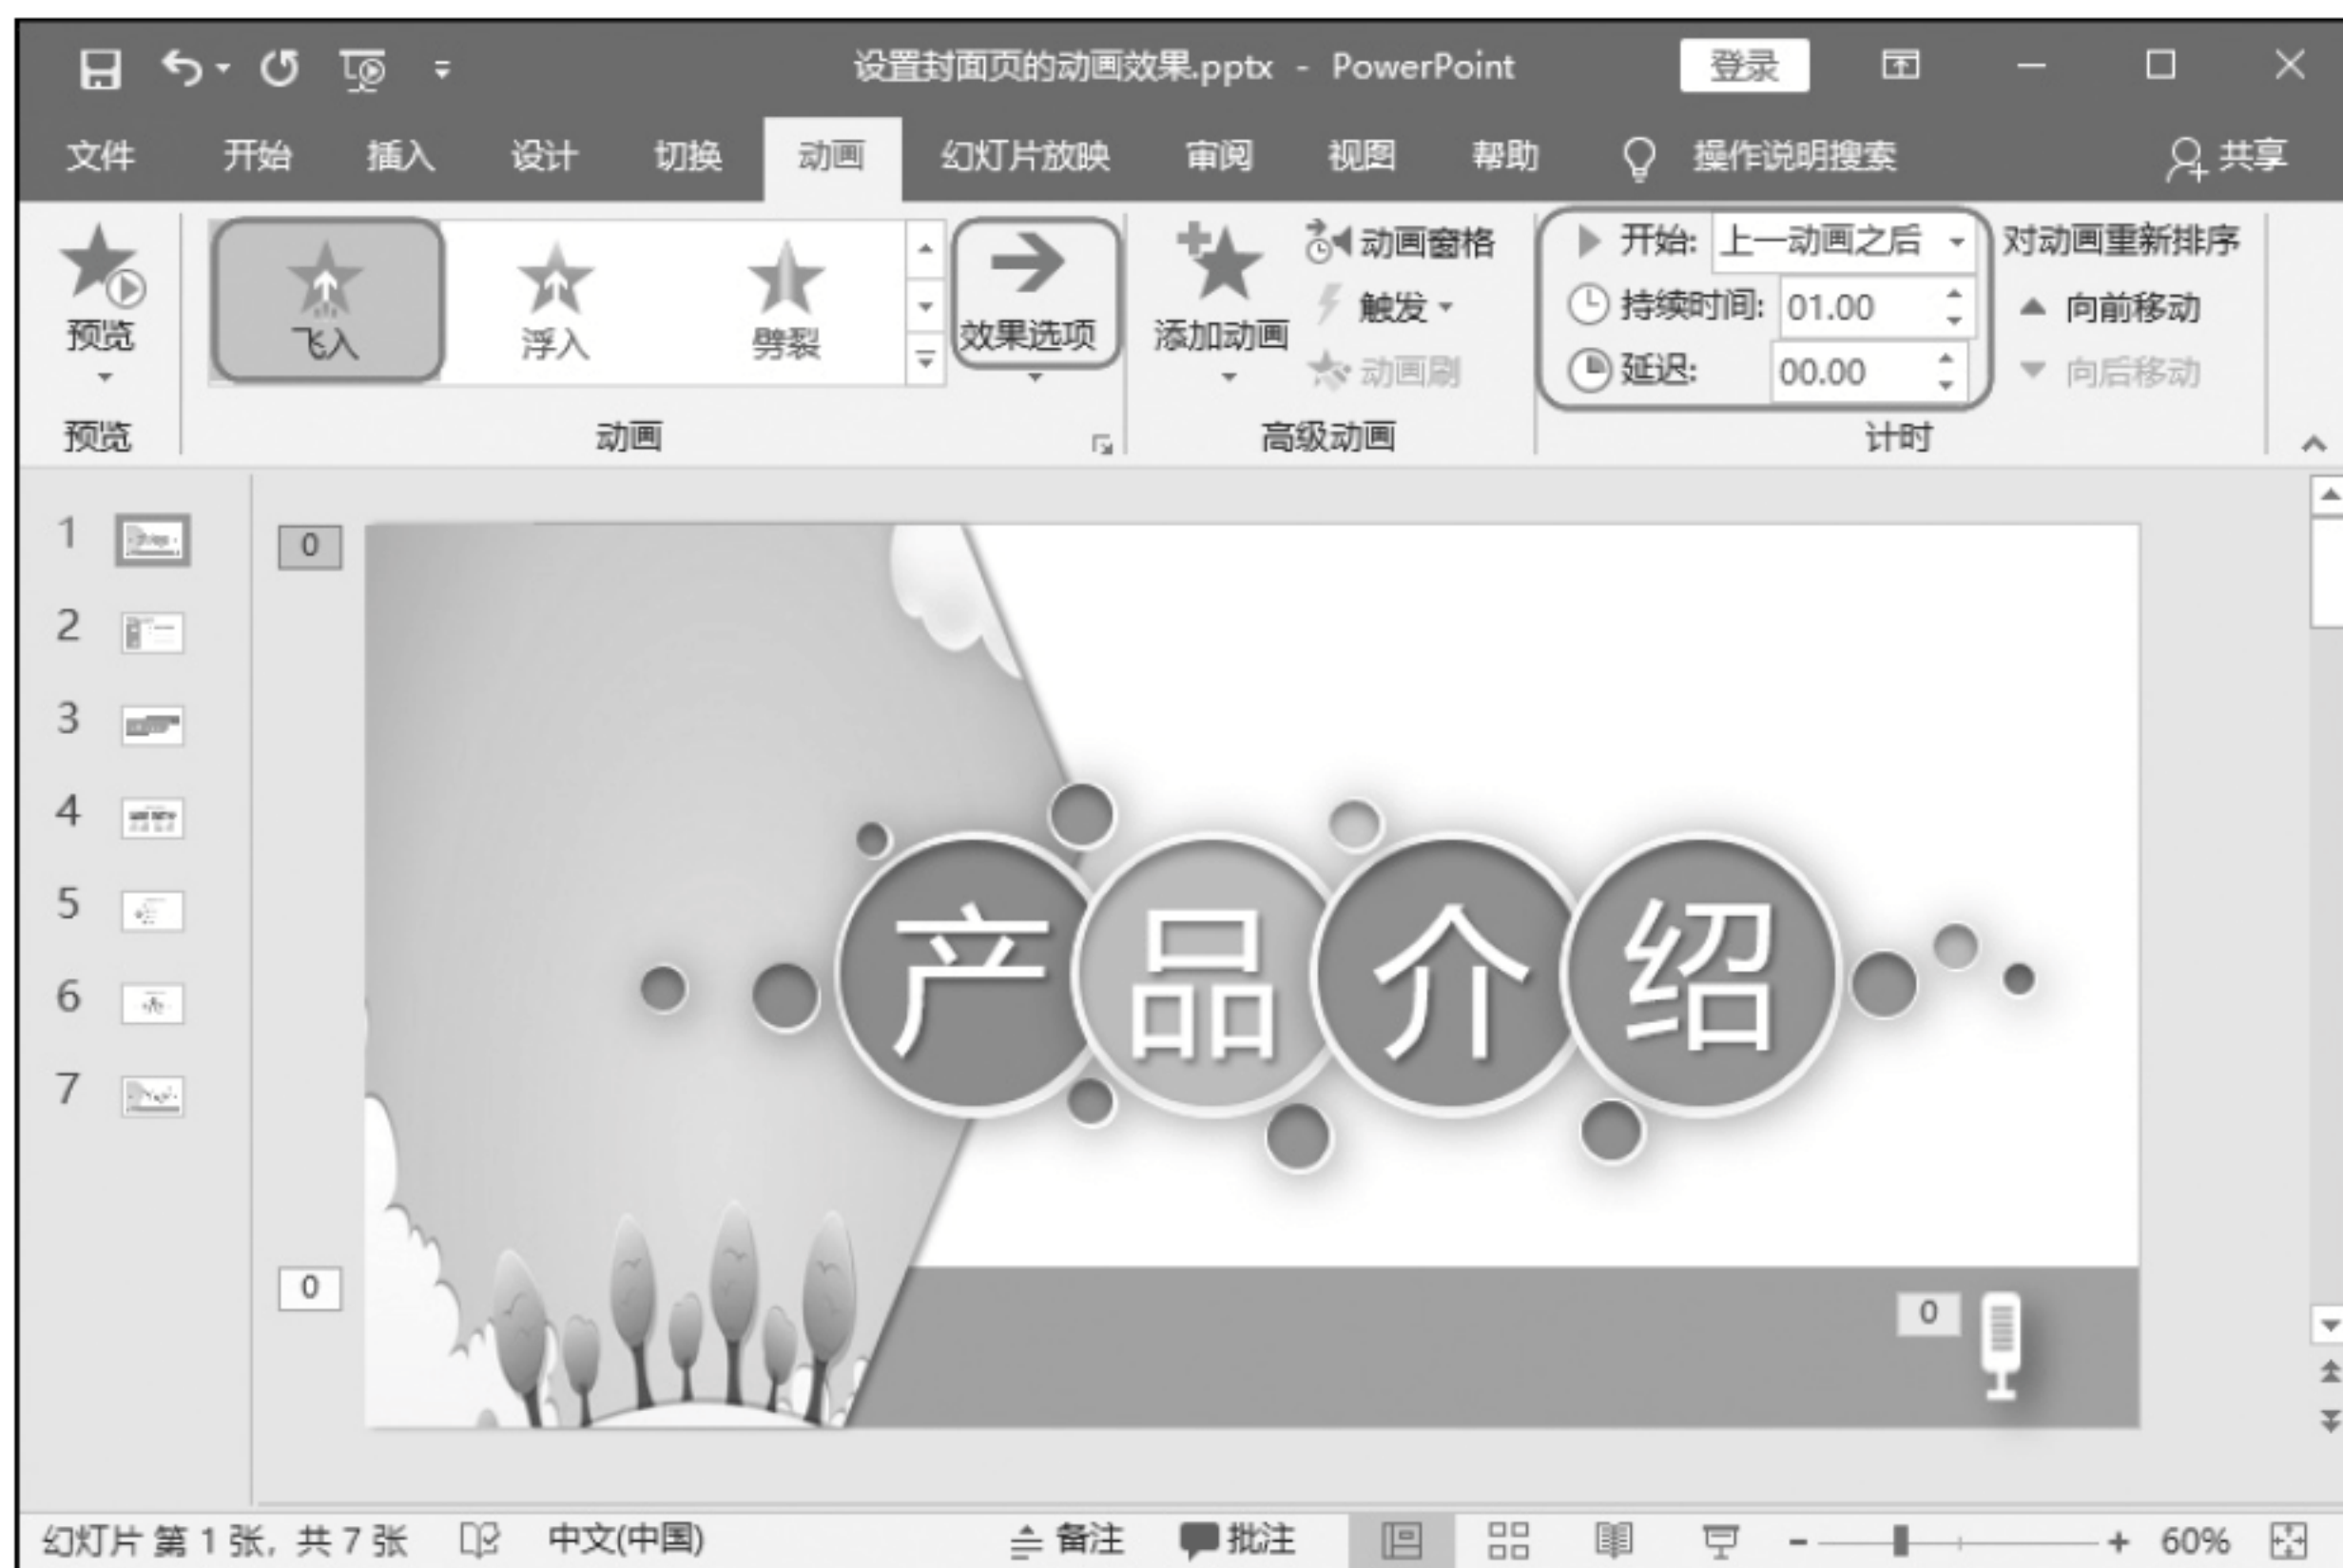 设置封面页的动画效果.pptx - PowerPoint
登录
文件 开始 插入 设计 切换 动画 幻灯片放映 审阅 视图 帮助 操作说明搜索 共享
预览
飞入 浮入 劈裂
效果选项
添加动画
动画窗格
触发
动画刷
开始: 上一动画之后
持续时间: 01.00
延迟: 00.00
对动画重新排序
向前移动
向后移动
预览 动画 高级动画 计时
1
2
3
4
5
6
7
0
产品介绍
0
0
幻灯片 第 1 张, 共 7 张 中文(中国) 备注 批注 60%